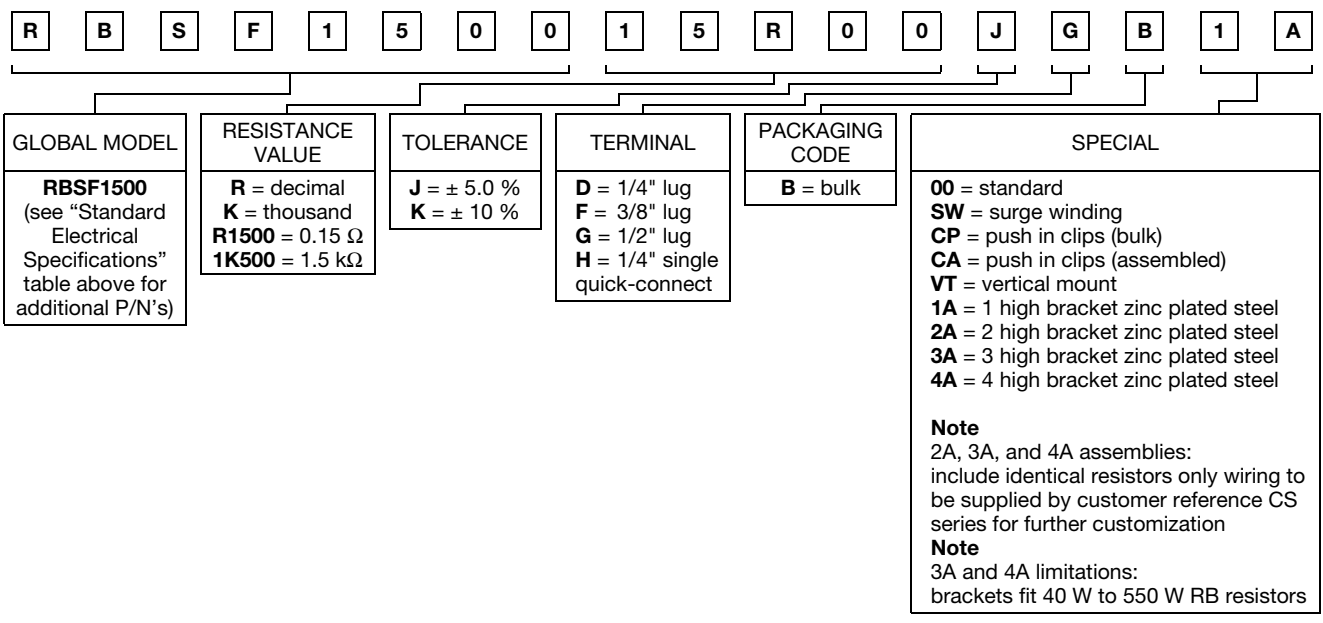 R B S F 1 5 0 0 1 5 R 0 0 J G B 1 A
GLOBAL MODEL
RBSF1500
(see “Standard
Electrical
Specifications”
table above for
additional P/N’s)
RESISTANCE
VALUE
R = decimal
K = thousand
R1500 = 0.15 Ω
1K500 = 1.5 kΩ
TOLERANCE
J = ± 5.0 %
K = ± 10 %
TERMINAL
D = 1/4" lug
F = 3/8" lug
G = 1/2" lug
H = 1/4" single
quick-connect
PACKAGING
CODE
B = bulk
SPECIAL
00 = standard
SW = surge winding
CP = push in clips (bulk)
CA = push in clips (assembled)
VT = vertical mount
1A = 1 high bracket zinc plated steel
2A = 2 high bracket zinc plated steel
3A = 3 high bracket zinc plated steel
4A = 4 high bracket zinc plated steel
Note
2A, 3A, and 4A assemblies:
include identical resistors only wiring to
be supplied by customer reference CS
series for further customization
Note
3A and 4A limitations:
brackets fit 40 W to 550 W RB resistors